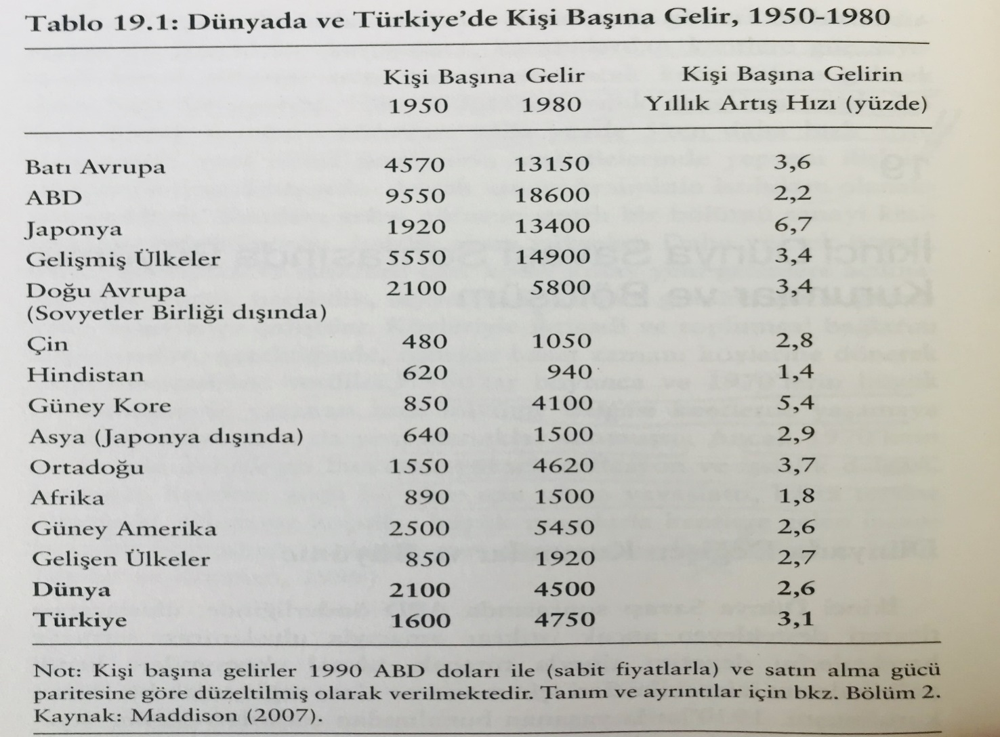 Tablo 19.1: Dünyada ve Türkiye'de Kişi Başına Gelir, 1950-1980
Kişi Başına Gelir Kişi Başına Gelirin
1950 1980 Yıllık Artış Hızı (yüzde)
Batı Avrupa 4570 13150 3,6
ABD 9550 18600 2,2
Japonya 1920 13400 6,7
Gelişmiş Ülkeler 5550 14900 3,4
Doğu Avrupa 2100 5800 3,4
(Sovyetler Birliği dışında)
Çin 480 1050 2,8
Hindistan 620 940 1,4
Güney Kore 850 4100 5,4
Asya (Japonya dışında) 640 1500 2,9
Ortadoğu 1550 4620 3,7
Afrika 890 1500 1,8
Güney Amerika 2500 5450 2,6
Gelişen Ülkeler 850 1920 2,7
Dünya 2100 4500 2,6
Türkiye 1600 4750 3,1
Not: Kişi başına gelirler 1990 ABD doları ile (sabit fiyatlarla) ve satın alma gücü
paritesine göre düzeltilmiş olarak verilmektedir. Tanım ve ayrıntılar için bkz. Bölüm 2.
Kaynak: Maddison (2007).